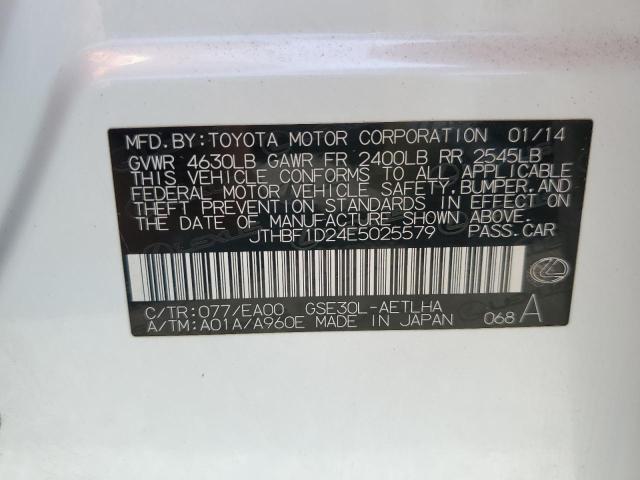 MFD.BY:TOYOTA MOTOR CORPORATION 01/14
GVWR 4630LB GAWR FR 2400LB RR 2545LB
THIS VEHICLE CONFORMS TO ALL APPLICABLE
FEDERAL MOTOR VEHICLE SAFETY,BUMPER,AND
THEFT PREVENTION STANDARDS IN EFFECT ON
THE DATE OF MANUFACTURE SHOWN ABOVE.
JTHBF1D24E5025579 PASS.CAR
C/TR:077/EA00 GSE30L-AETLHA
A/TM:A01A/A960E MADE IN JAPAN 068 A